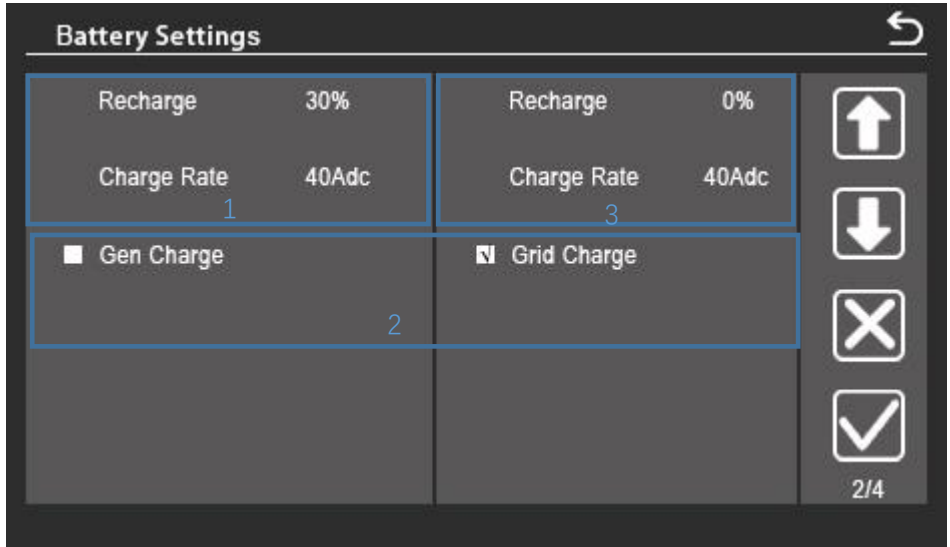 Battery Settings
Recharge 30%
Charge Rate 40Adc
1
Recharge 0%
Charge Rate 40Adc
3
Gen Charge
Grid Charge
2
2/4